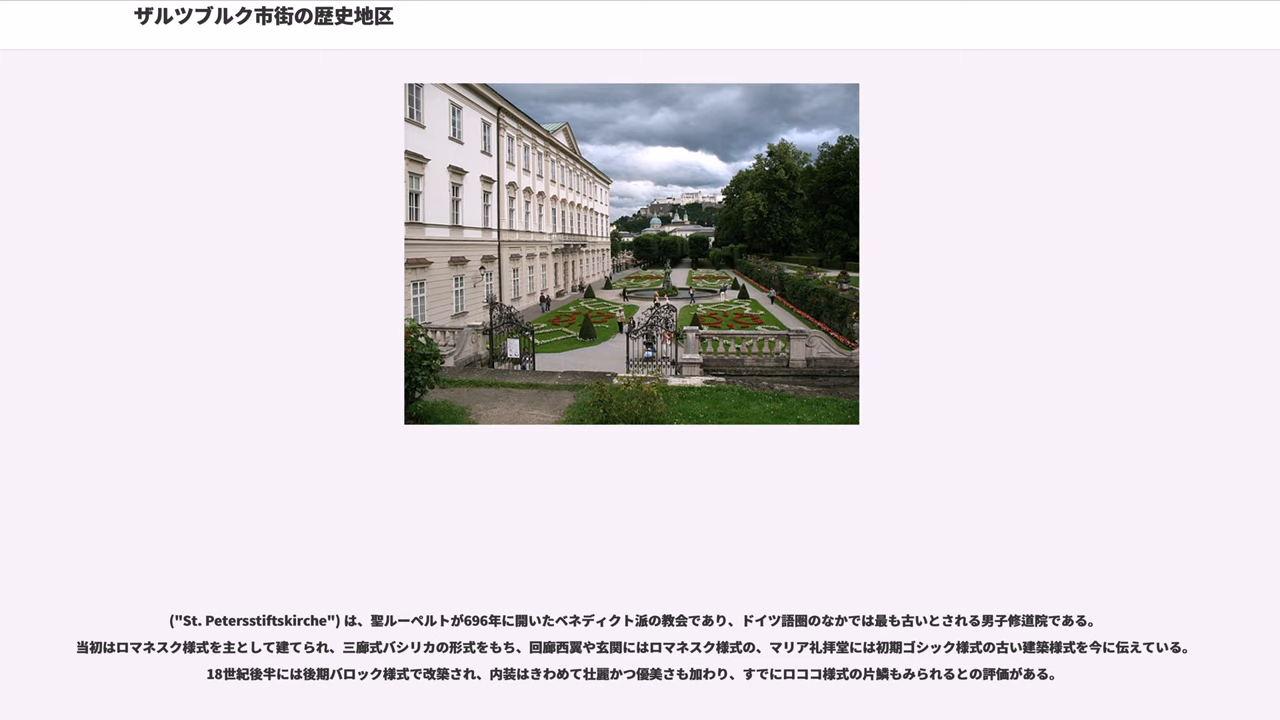 ザルツブルク市街の歴史地区
("St. Petersstiftskirche") は、聖ルーペルトが696年に開いたベネディクト派の教会であり、ドイツ語圏のなかでは最も古いとされる男子修道院である。
当初はロマネスク様式を主として建てられ、三廊式バシリカの形式をもち、回廊西翼や玄関にはロマネスク様式の、マリア礼拝堂には初期ゴシック様式の古い建築様式を今に伝えている。
18世紀後半には後期バロック様式で改築され、内装はきわめて壮麗かつ優美さも加わり、すでにロココ様式の片鱗もみられるとの評価がある。